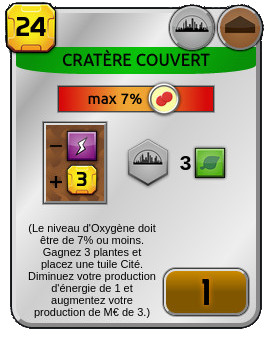 24
CRATÈRE COUVERT
max 7%
−
+ 3
3
(Le niveau d'Oxygène doit
être de 7% ou moins.
Gagnez 3 plantes et
placez une tuile Cité.
Diminuez votre production
d'énergie de 1 et
augmentez votre
production de M€ de 3.)
1